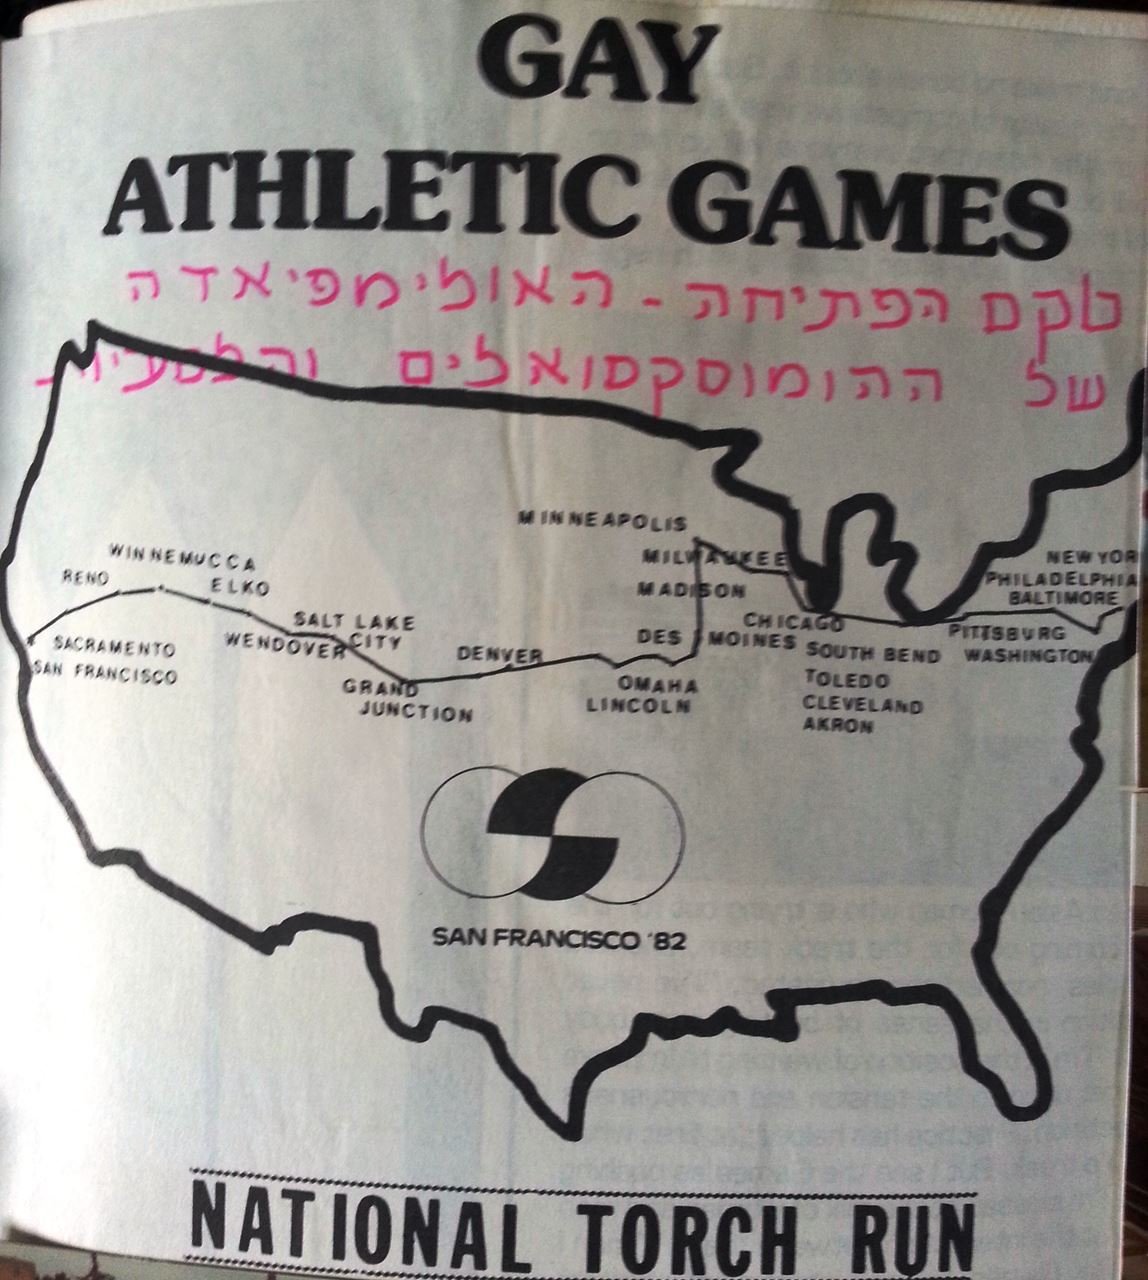 GAY
ATHLETIC GAMES
טקס הפתיחה - האולימפיאדה
של ההומוסקסואלים והלסביות
MINNEAPOLIS
MILWAUKEE
MADISON
DES MOINES
CHICAGO
SOUTH BEND
TOLEDO
CLEVELAND
AKRON
NEW YOR
PHILADELPHIA
BALTIMORE
PITTSBURG
WASHINGTON
WINNEMUCCA
RENO
ELKO
SALT LAKE
CITY
WENDOVER
SACRAMENTO
SAN FRANCISCO
DENVER
GRAND
JUNCTION
OMAHA
LINCOLN
SAN FRANCISCO '82
NATIONAL TORCH RUN